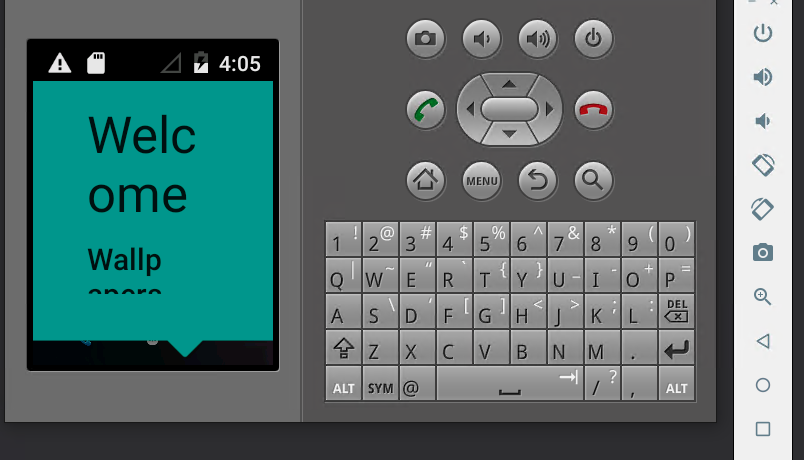 4:05
Welc
ome
Wallp
apers
MENU
1 ! 2 @ 3 # 4 $ 5 % 6 ^ 7 & 8 * 9 ( 0 )
Q | W ~ E “ R ` T { Y } U _ I - O + P =
A S \ D ‘ F [ G ] H < J > K ; L : DEL
Z X C V B N M .
ALT SYM @ / ? , ALT